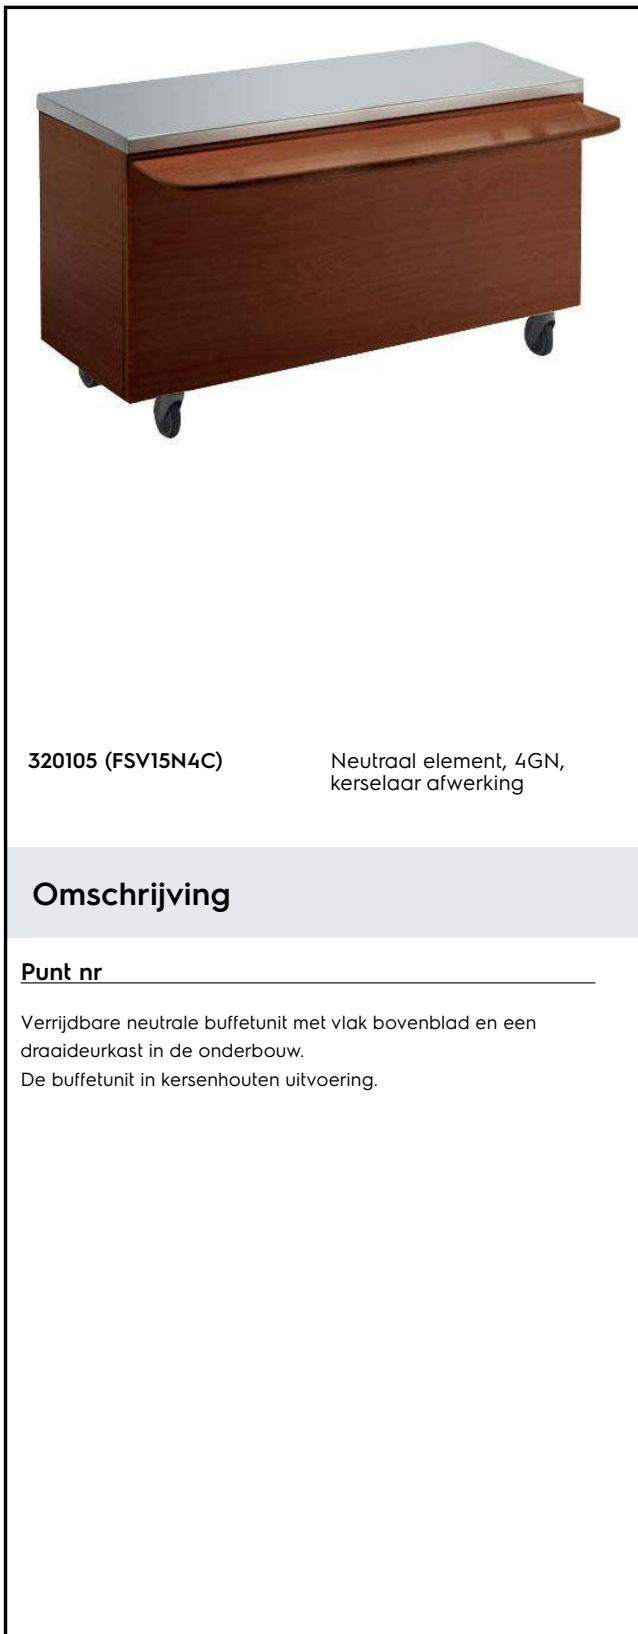 320105 (FSV15N4C)
Neutraal element, 4GN,
kerselaar afwerking
Omschrijving
Punt nr
Verrijdbare neutrale buffetunit met vlak bovenblad en een
draaideurkast in de onderbouw.
De buffetunit in kersenhouten uitvoering.